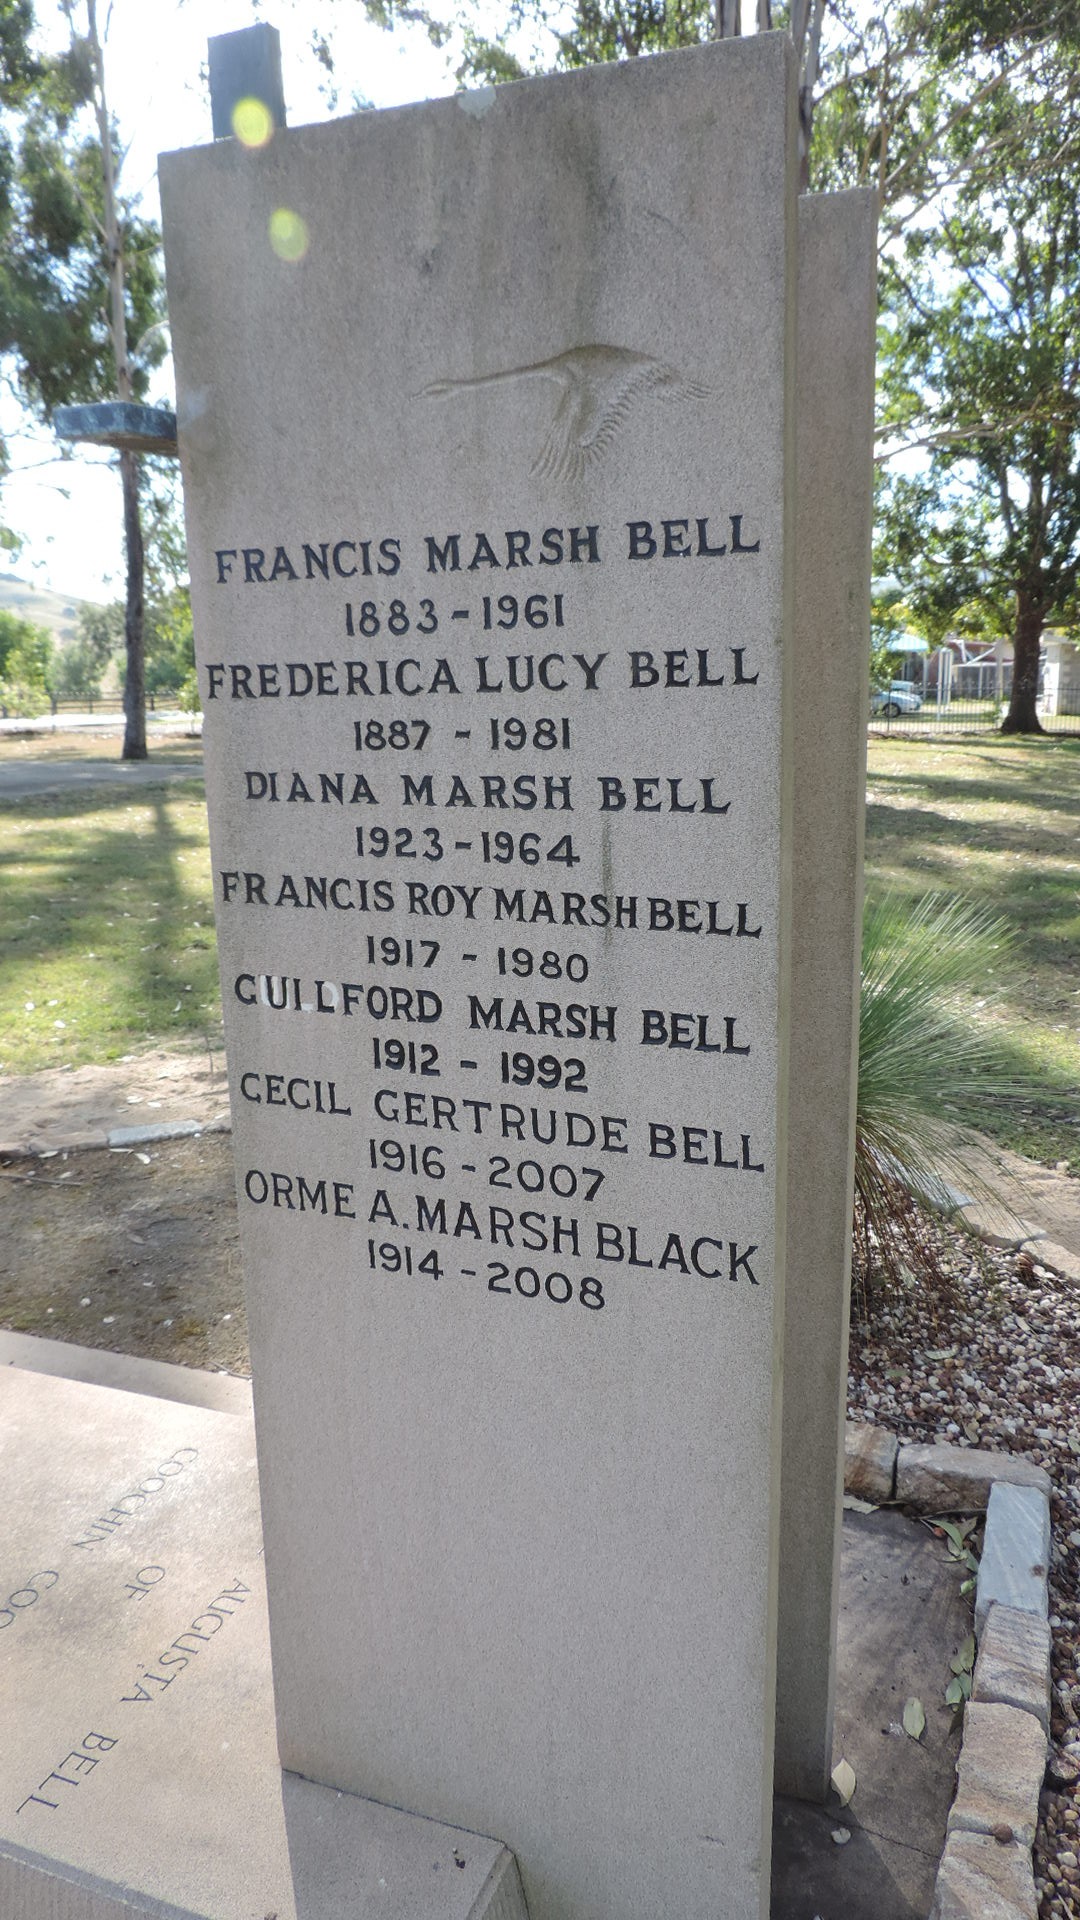 FRANCIS MARSH BELL
1883 - 1961
FREDERICA LUCY BELL
1887 - 1981
DIANA MARSH BELL
1923 - 1964
FRANCIS ROY MARSH BELL
1917 - 1980
GUILFORD MARSH BELL
1912 - 1992
CECIL GERTRUDE BELL
1916 - 2007
ORME A. MARSH BLACK
1914 - 2008
AUGUSTA BELL
OF
COOCHIN